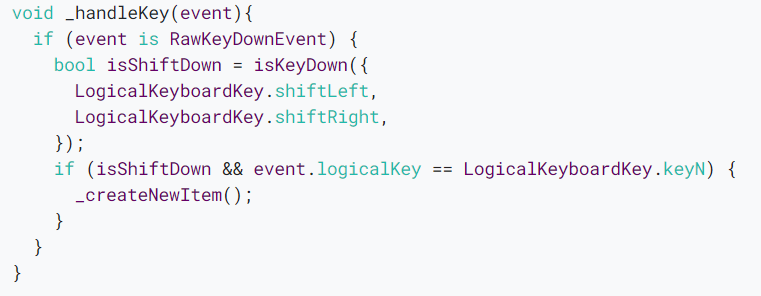 void _handleKey(event){
  if (event is RawKeyDownEvent) {
    bool isShiftDown = isKeyDown({
      LogicalKeyboardKey.shiftLeft,
      LogicalKeyboardKey.shiftRight,
    });
    if (isShiftDown && event.logicalKey == LogicalKeyboardKey.keyN) {
      _createNewItem();
    }
  }
}